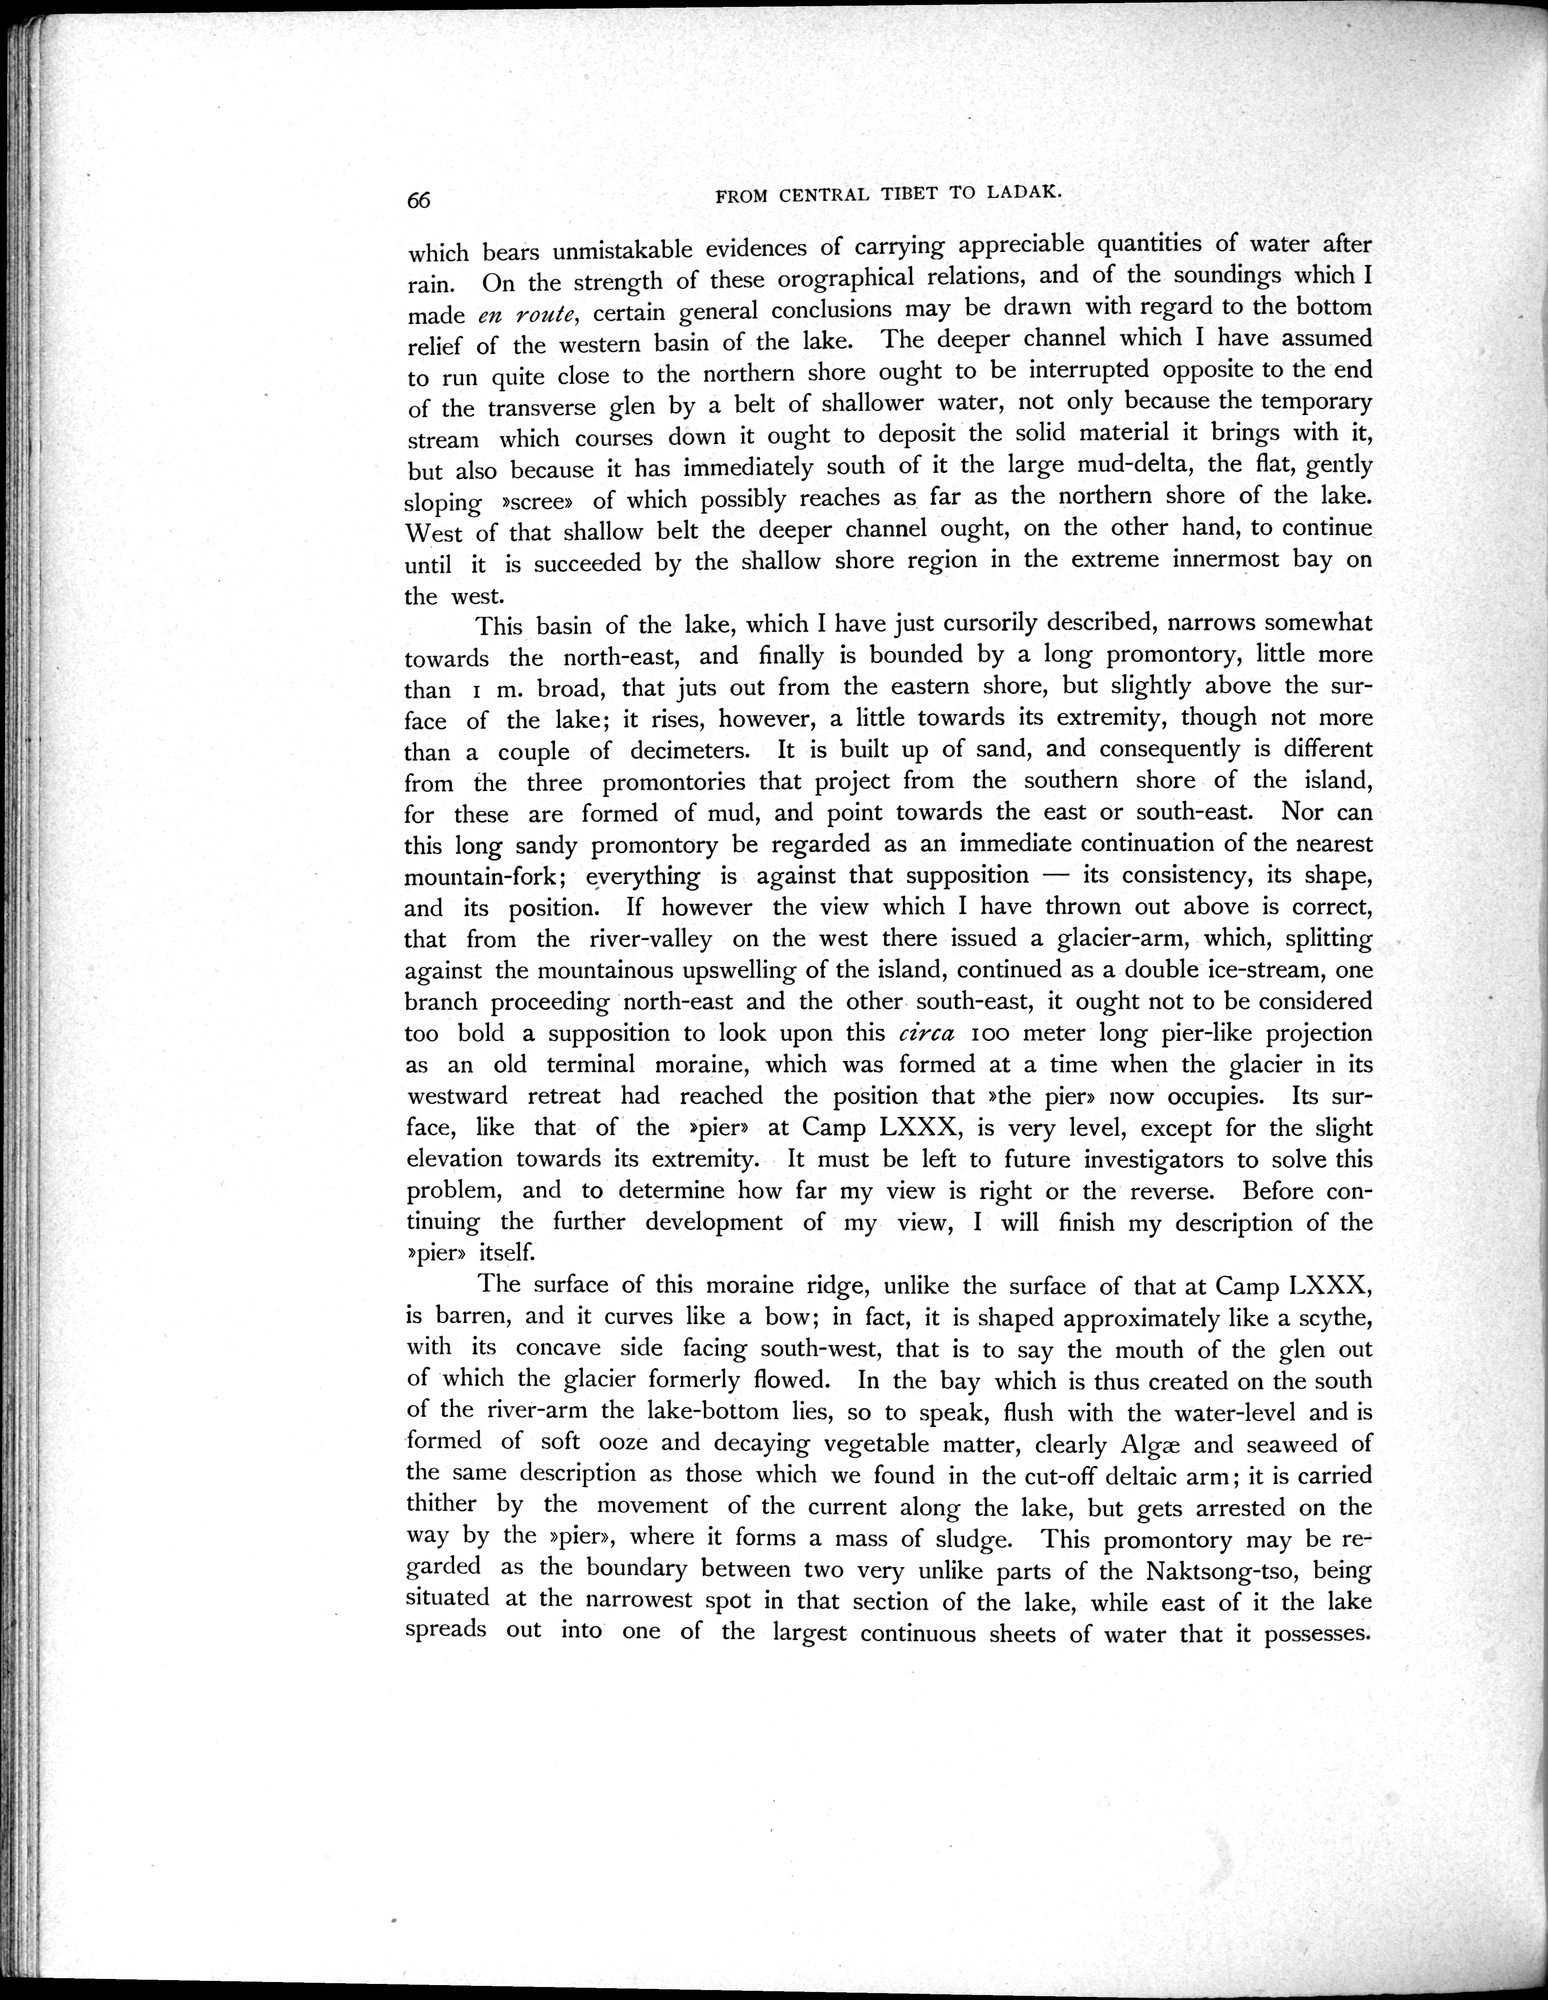 66
FROM CENTRAL TIBET TO LADAK.
which bears unmistakable evidences of carrying appreciable quantities of water after
rain. On the strength of these orographical relations, and of the soundings which I
made en route, certain general conclusions may be drawn with regard to the bottom
relief of the western basin of the lake. The deeper channel which I have assumed
to run quite close to the northern shore ought to be interrupted opposite to the end
of the transverse glen by a belt of shallower water, not only because the temporary
stream which courses down it ought to deposit the solid material it brings with it,
but also because it has immediately south of it the large mud-delta, the flat, gently
sloping »scree» of which possibly reaches as far as the northern shore of the lake.
West of that shallow belt the deeper channel ought, on the other hand, to continue
until it is succeeded by the shallow shore region in the extreme innermost bay on
the west.
This basin of the lake, which I have just cursorily described, narrows somewhat
towards the north-east, and finally is bounded by a long promontory, little more
than 1 m. broad, that juts out from the eastern shore, but slightly above the sur-
face of the lake; it rises, however, a little towards its extremity, though not more
than a couple of decimeters. It is built up of sand, and consequently is different
from the three promontories that project from the southern shore of the island,
for these are formed of mud, and point towards the east or south-east. Nor can
this long sandy promontory be regarded as an immediate continuation of the nearest
mountain-fork; everything is against that supposition — its consistency, its shape,
and its position. If however the view which I have thrown out above is correct,
that from the river-valley on the west there issued a glacier-arm, which, splitting
against the mountainous upswelling of the island, continued as a double ice-stream, one
branch proceeding north-east and the other south-east, it ought not to be considered
too bold a supposition to look upon this circa 100 meter long pier-like projection
as an old terminal moraine, which was formed at a time when the glacier in its
westward retreat had reached the position that »the pier» now occupies. Its sur-
face, like that of the »pier» at Camp LXXX, is very level, except for the slight
elevation towards its extremity. It must be left to future investigators to solve this
problem, and to determine how far my view is right or the reverse. Before con-
tinuing the further development of my view, I will finish my description of the
»pier» itself.
The surface of this moraine ridge, unlike the surface of that at Camp LXXX,
is barren, and it curves like a bow; in fact, it is shaped approximately like a scythe,
with its concave side facing south-west, that is to say the mouth of the glen out
of which the glacier formerly flowed. In the bay which is thus created on the south
of the river-arm the lake-bottom lies, so to speak, flush with the water-level and is
formed of soft ooze and decaying vegetable matter, clearly Algæ and seaweed of
the same description as those which we found in the cut-off deltaic arm; it is carried
thither by the movement of the current along the lake, but gets arrested on the
way by the »pier», where it forms a mass of sludge. This promontory may be re-
garded as the boundary between two very unlike parts of the Naktsong-tso, being
situated at the narrowest spot in that section of the lake, while east of it the lake
spreads out into one of the largest continuous sheets of water that it possesses.